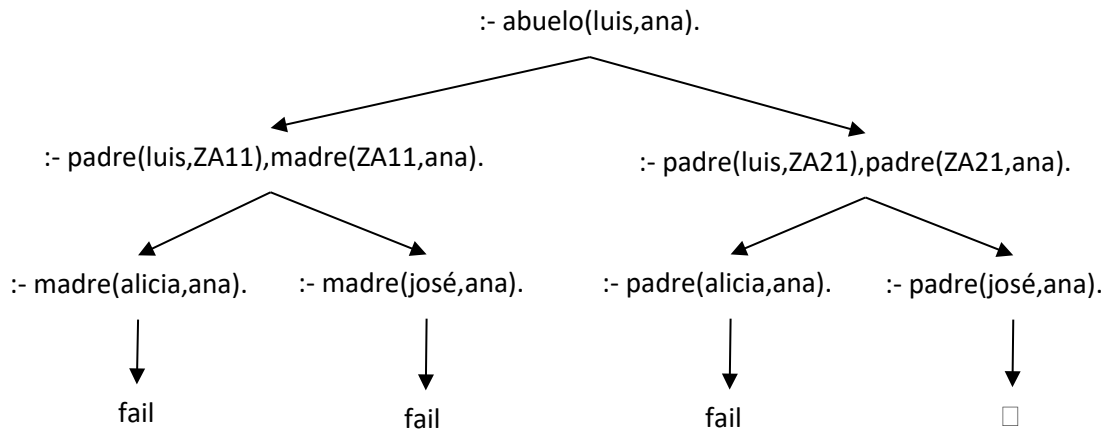 :- abuelo(luis,ana).
:- padre(luis,ZA11),madre(ZA11,ana).
:- padre(luis,ZA21),padre(ZA21,ana).
:- madre(alicia,ana).
:- madre(josé,ana).
:- padre(alicia,ana).
:- padre(josé,ana).
fail
fail
fail
□